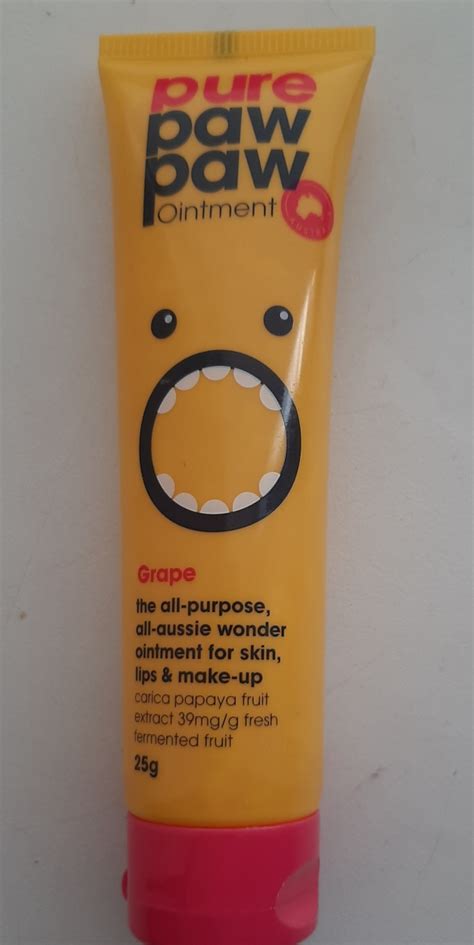 pure
paw
paw
Ointment
Grape
the all-purpose,
all-aussie wonder
ointment for skin,
lips & make-up
carica papaya fruit
extract 39mg/g fresh
fermented fruit
25g